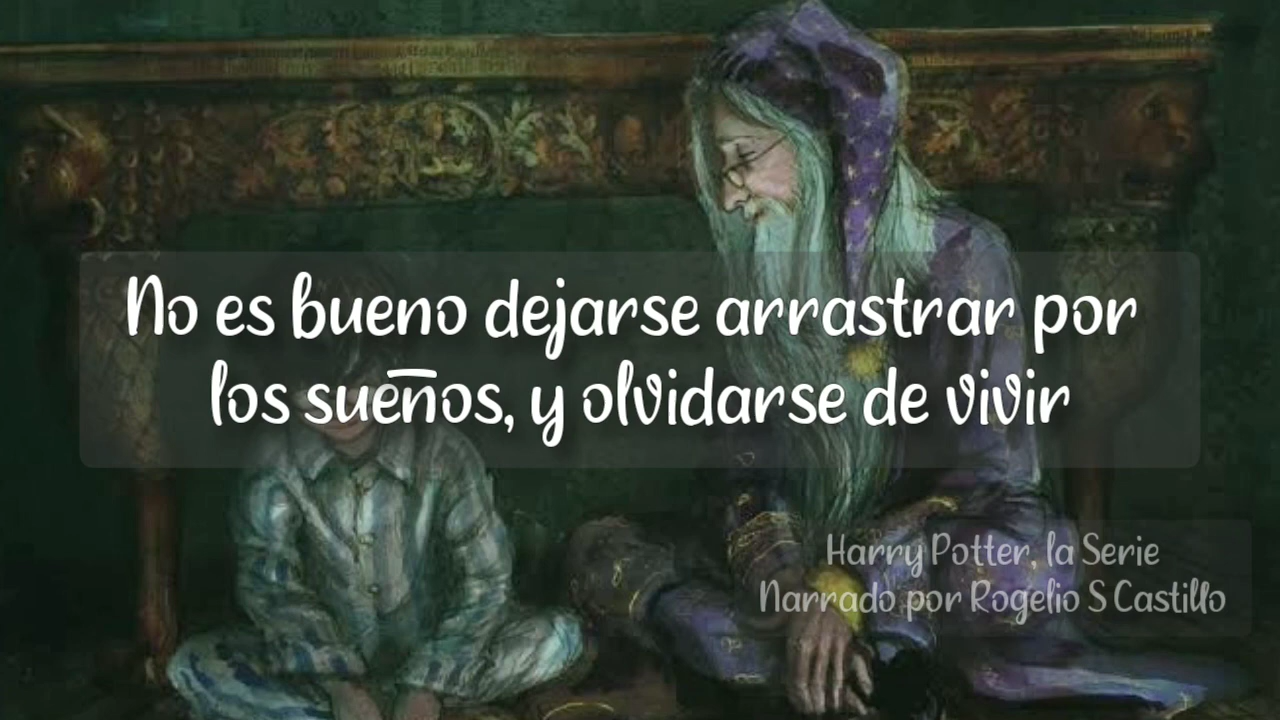 No es bueno dejarse arrastrar por
los sueños, y olvidarse de vivir
Harry Potter, la Serie
Narrado por Rogelio S Castillo